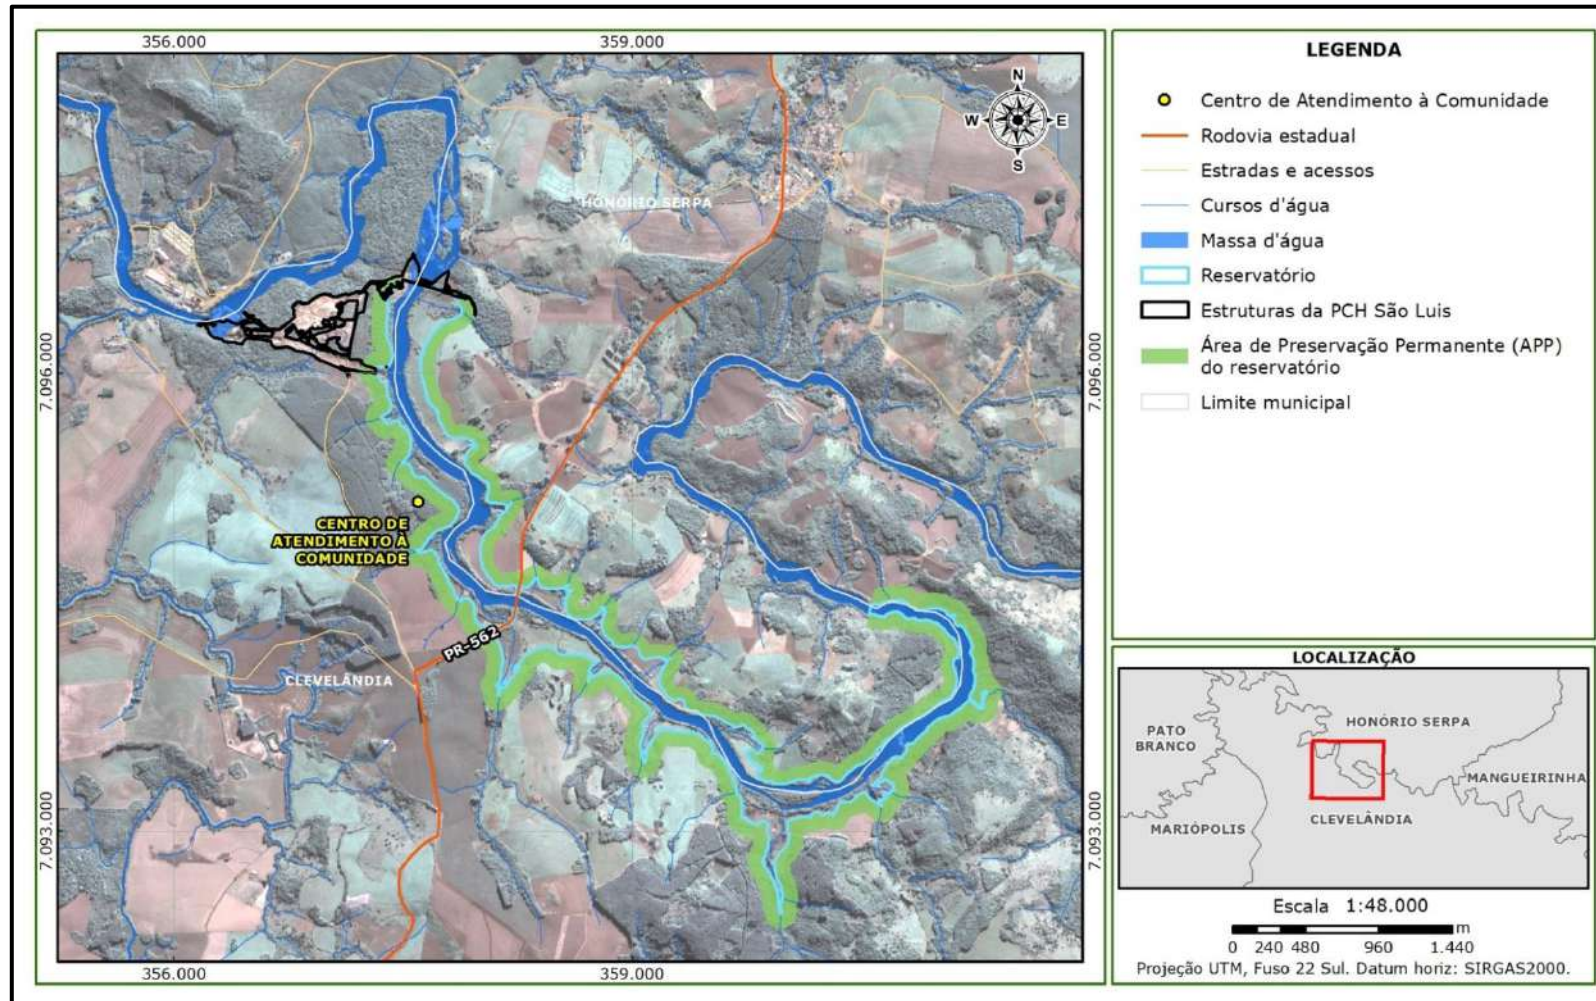 356.000
359.000
N
W
E
S
HONÓRIO SERPA
7.096.000
7.096.000
CENTRO DE
ATENDIMENTO À
COMUNIDADE
PR-562
CLEVELÂNDIA
7.093.000
7.093.000
356.000
359.000
LEGENDA
Centro de Atendimento à Comunidade
Rodovia estadual
Estradas e acessos
Cursos d'água
Massa d'água
Reservatório
Estruturas da PCH São Luis
Área de Preservação Permanente (APP)
do reservatório
Limite municipal
LOCALIZAÇÃO
HONÓRIO SERPA
PATO
BRANCO
MANGUEIRINHA
MARIÓPOLIS
CLEVELÂNDIA
Escala 1:48.000
m
0 240 480 960 1.440
Projeção UTM, Fuso 22 Sul. Datum horiz: SIRGAS2000.